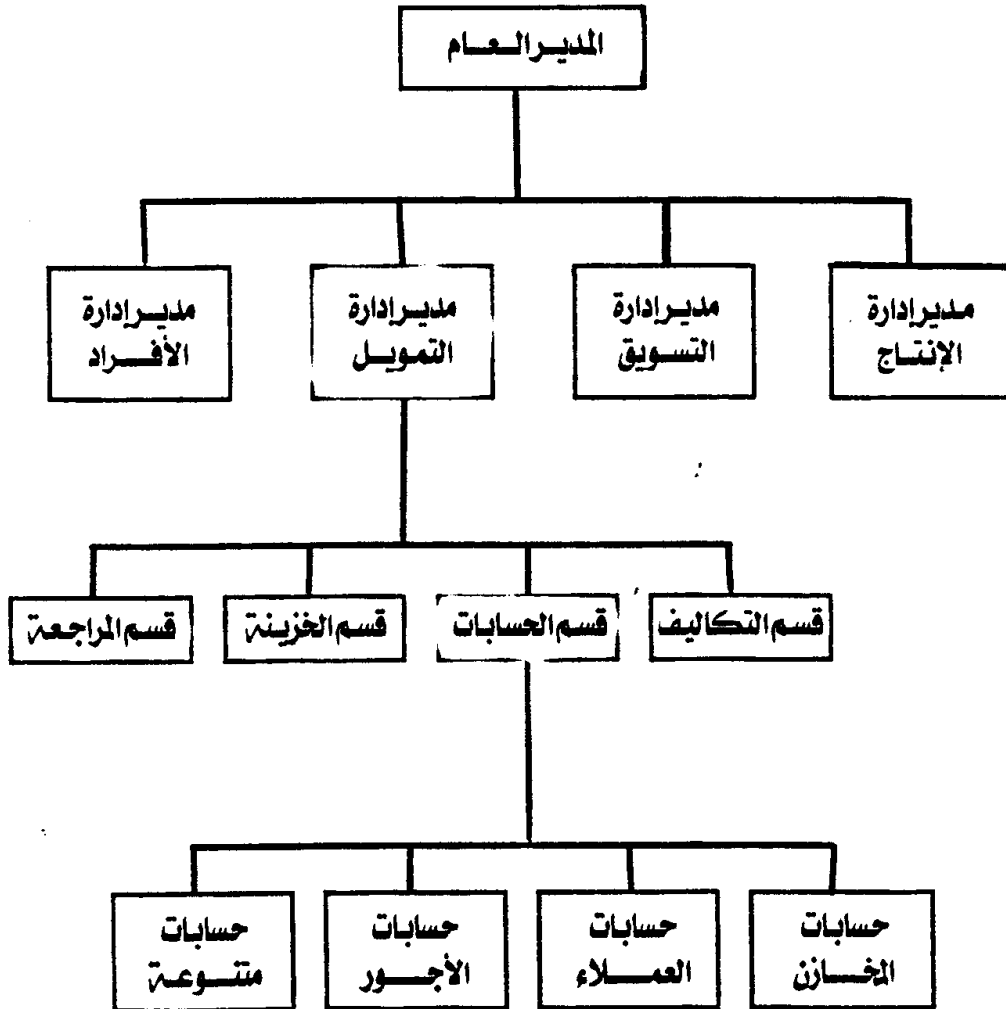 المدير العام
مدير إدارة
الإنتاج
مدير إدارة
التسويق
مدير إدارة
التمويل
مدير إدارة
الأفراد
قسم التكاليف
قسم الحسابات
قسم الخزينة
قسم المراجعة
حسابات
المخازن
حسابات
العملاء
حسابات
الأجور
حسابات
متنوعة